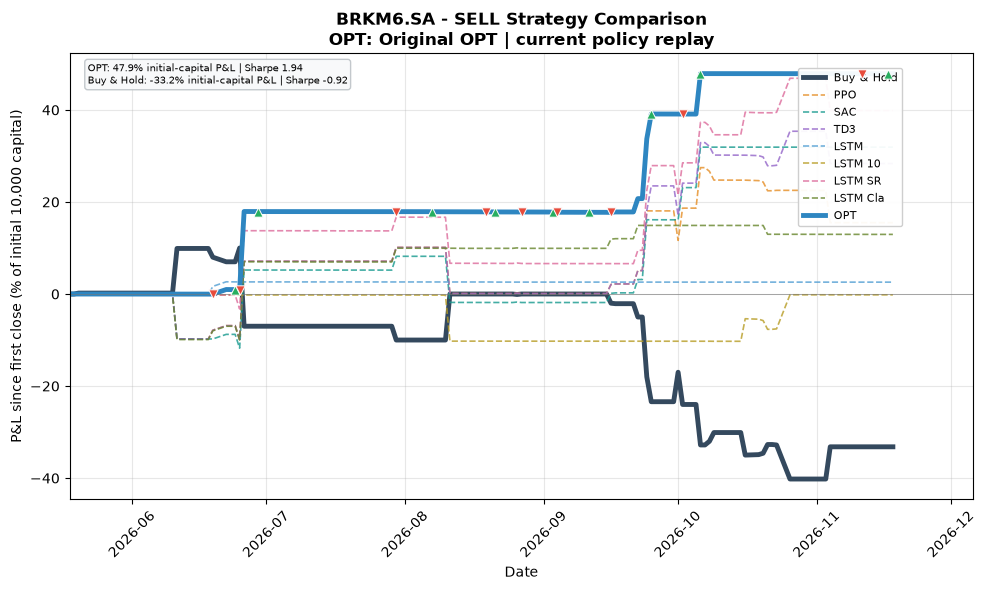 BRKM6.SA - SELL Strategy Comparison
OPT: Original OPT | current policy replay
OPT: 47.9% initial-capital P&L | Sharpe 1.94
Buy & Hold: -33.2% initial-capital P&L | Sharpe -0.92
Buy & Hold
PPO
SAC
TD3
LSTM
LSTM 10
LSTM SR
LSTM Cla
OPT
P&L since first close (% of initial 10,000 capital)
40
20
0
−20
−40
2026-06
2026-07
2026-08
2026-09
2026-10
2026-11
2026-12
Date